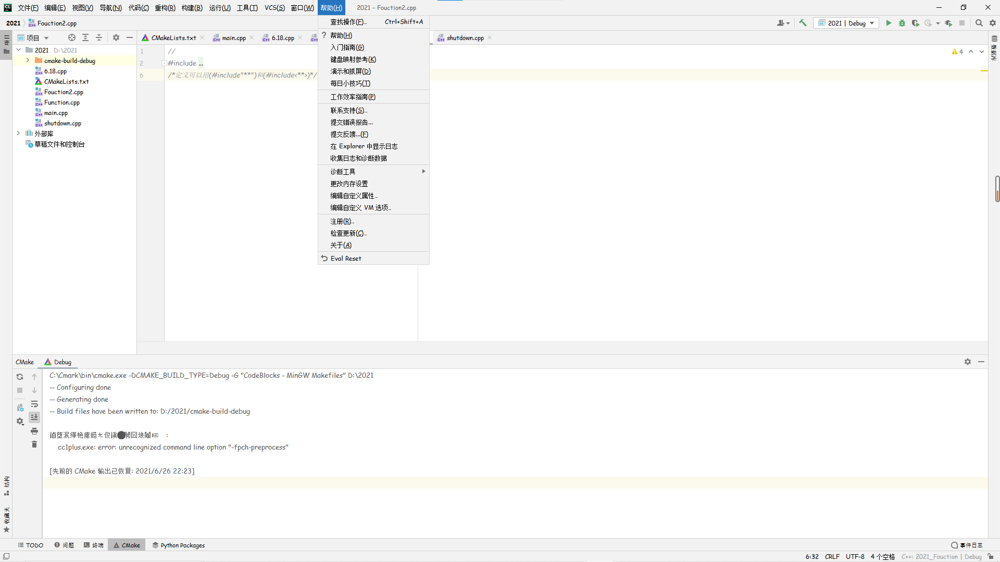 CL 文件(F) 编辑(E) 视图(V) 导航(N) 代码(C) 重构(R) 构建(B) 运行(U) 工具(T) VCS(S) 窗口(W) 帮助(H) 2021 - Fouction2.cpp
2021 Fouction2.cpp
2021 | Debug
项目
CMakeLists.txt main.cpp 6.18.cpp shutdown.cpp
项目
2021 D:\2021
cmake-build-debug
6.18.cpp
CMakeLists.txt
Fouction2.cpp
Function.cpp
main.cpp
shutdown.cpp
外部库
草稿文件和控制台
1 //
2 #include ...
6 /*定义可以用(#include"**")和(#include<**>)*/
4
数据库
查找操作(F).. Ctrl+Shift+A
? 帮助(H)
入门指南(G)
键盘映射参考(K)
演示和抓屏(D)
每日小技巧(T)
工作效率指南(P)
联系支持(S)..
提交错误报告...
提交反馈...(F)
在 Explorer 中显示日志
收集日志和诊断数据
诊断工具
更改内存设置
编辑自定义属性..
编辑自定义 VM 选项..
注册(R)..
检查更新(C)..
关于(A)
Eval Reset
CMake Debug
C:\Cmark\bin\cmake.exe -DCMAKE_BUILD_TYPE=Debug -G "CodeBlocks - MinGW Makefiles" D:\2021
-- Configuring done
-- Generating done
-- Build files have been written to: D:/2021/cmake-build-debug
:
cc1plus.exe: error: unrecognized command line option "-fpch-preprocess"
[先前的 CMake 输出已恢复: 2021/6/26 22:23]
结构
收藏夹
TODO 问题 终端 CMake Python Packages 事件日志
6:32 CRLF UTF-8 4 个空格 C++: 2021_Fouction | Debug